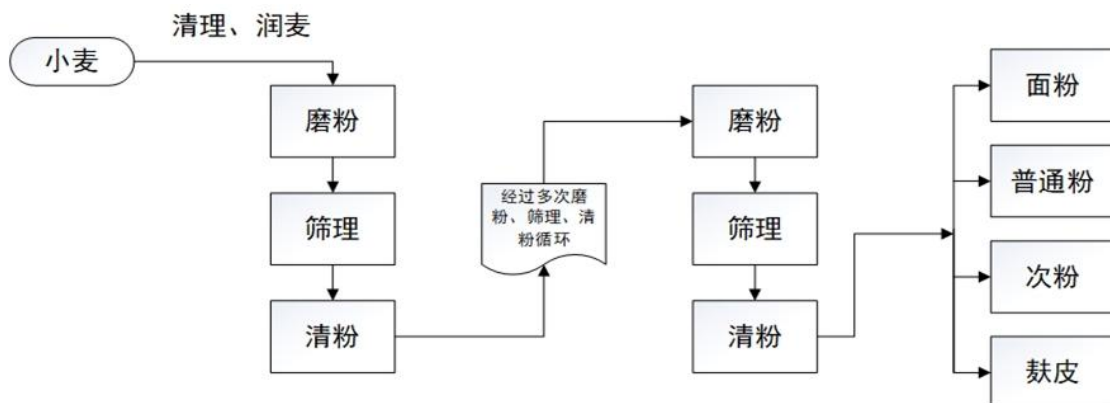 清理、润麦
小麦
磨粉
筛理
清粉
经过多次磨
粉、筛理、清
粉循环
磨粉
筛理
清粉
面粉
普通粉
次粉
麸皮